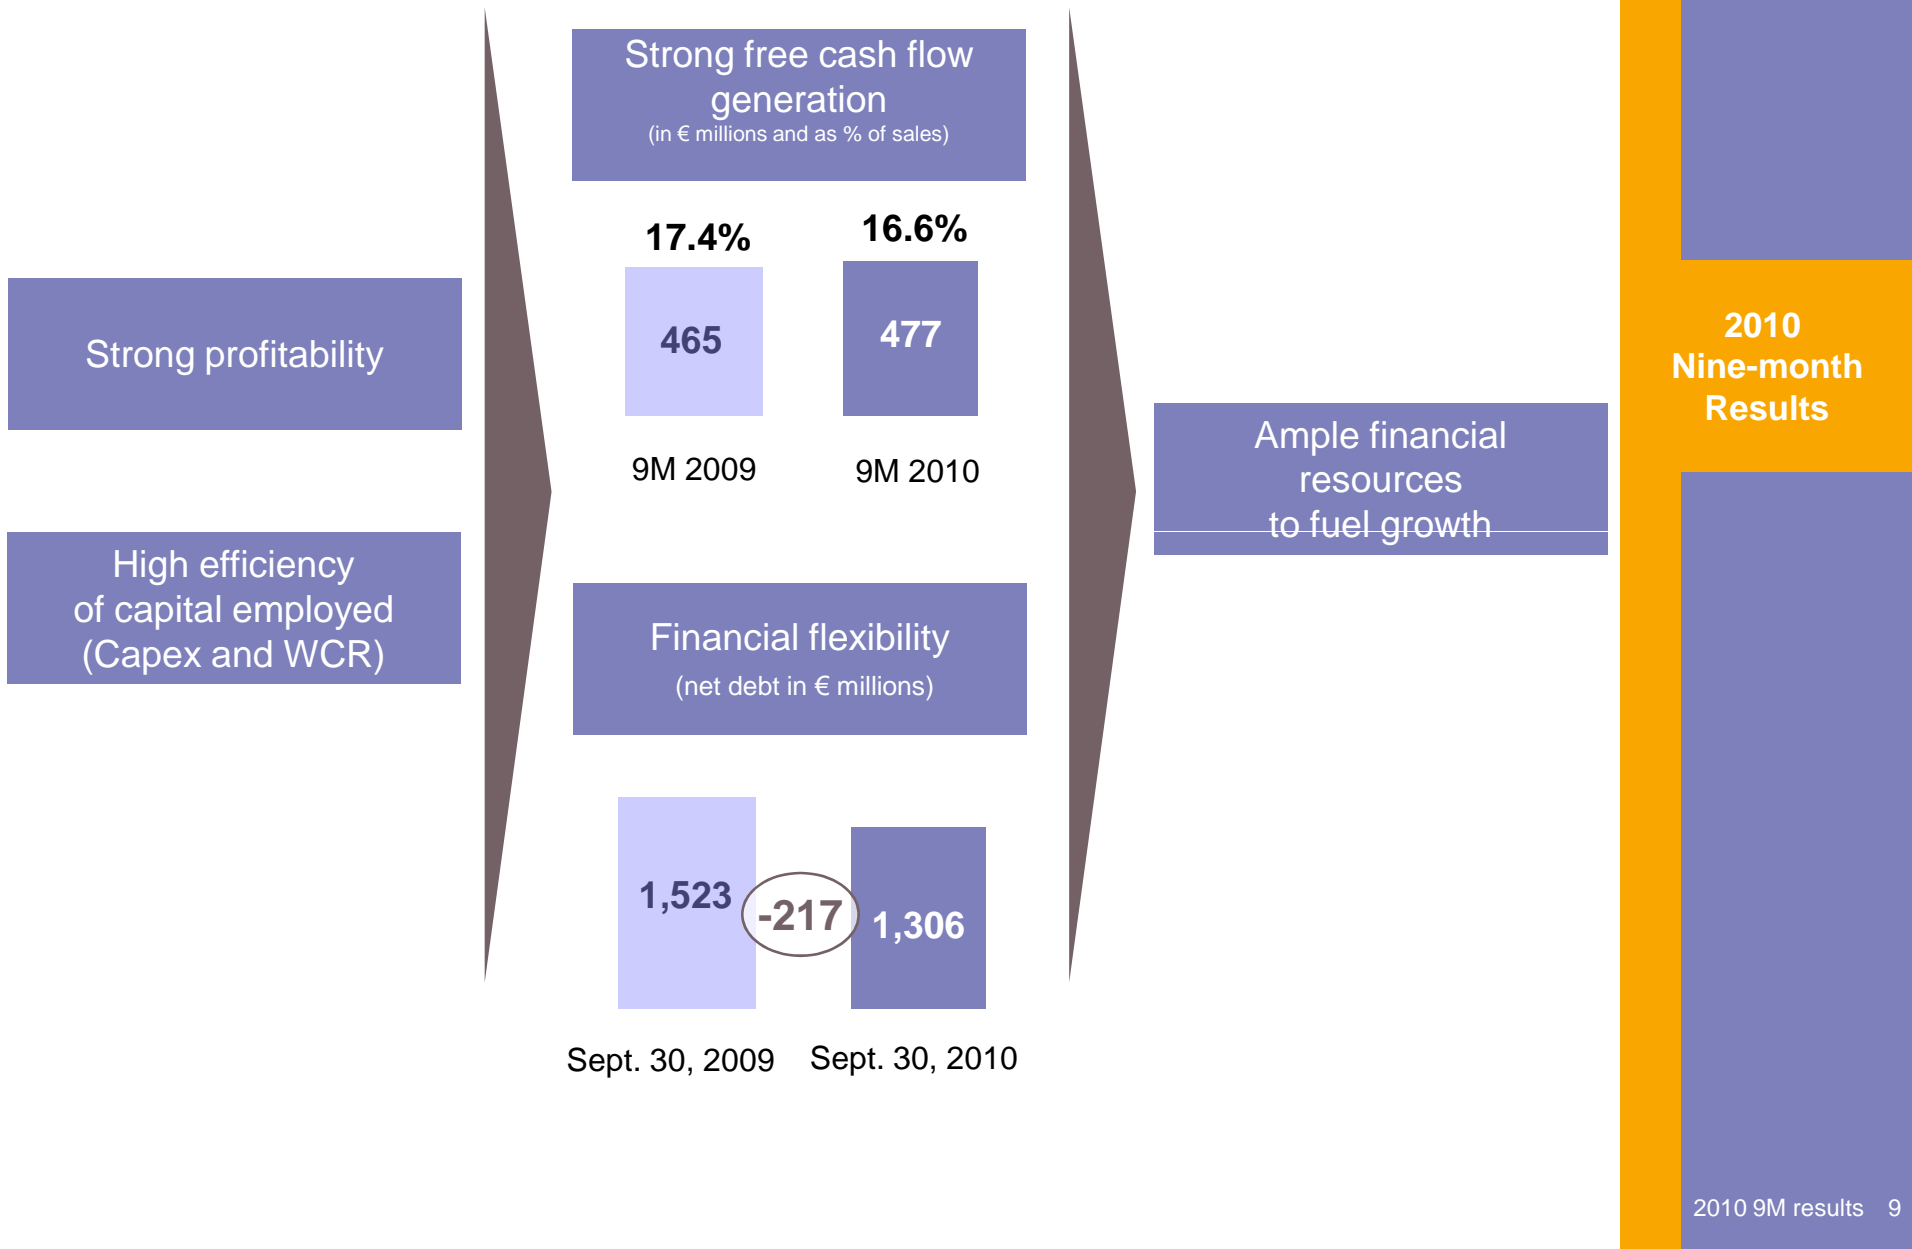 Strong profitability
High efficiency
of capital employed
(Capex and WCR)
Strong free cash flow
generation
(in € millions and as % of sales)
17.4%
16.6%
465
477
9M 2009
9M 2010
Financial flexibility
(net debt in € millions)
1,523
-217
1,306
Sept. 30, 2009
Sept. 30, 2010
Ample financial
resources
to fuel growth
2010
Nine-month
Results
2010 9M results 9